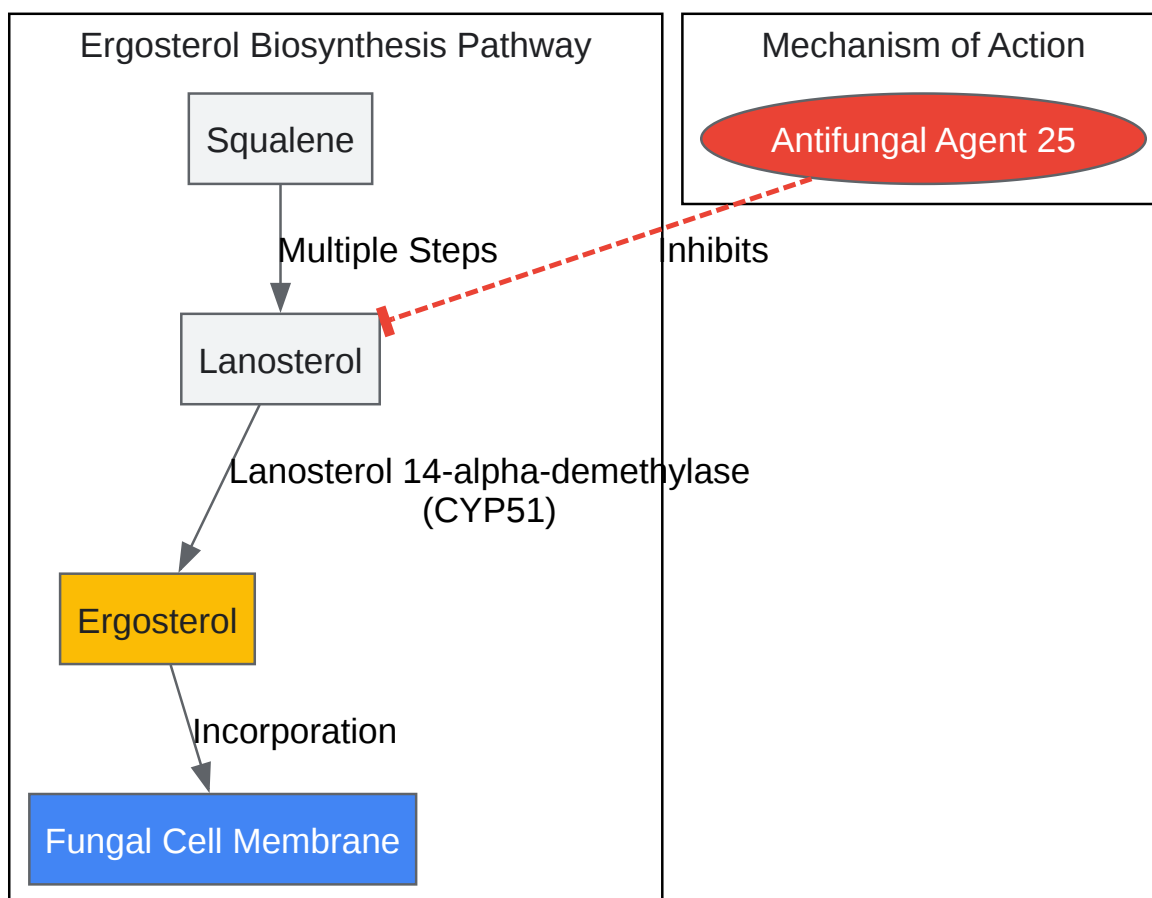 Ergosterol Biosynthesis Pathway
Mechanism of Action
Squalene
Antifungal Agent 25
Multiple Steps
Inhibits
Lanosterol
Lanosterol 14-alpha-demethylase
(CYP51)
Ergosterol
Incorporation
Fungal Cell Membrane